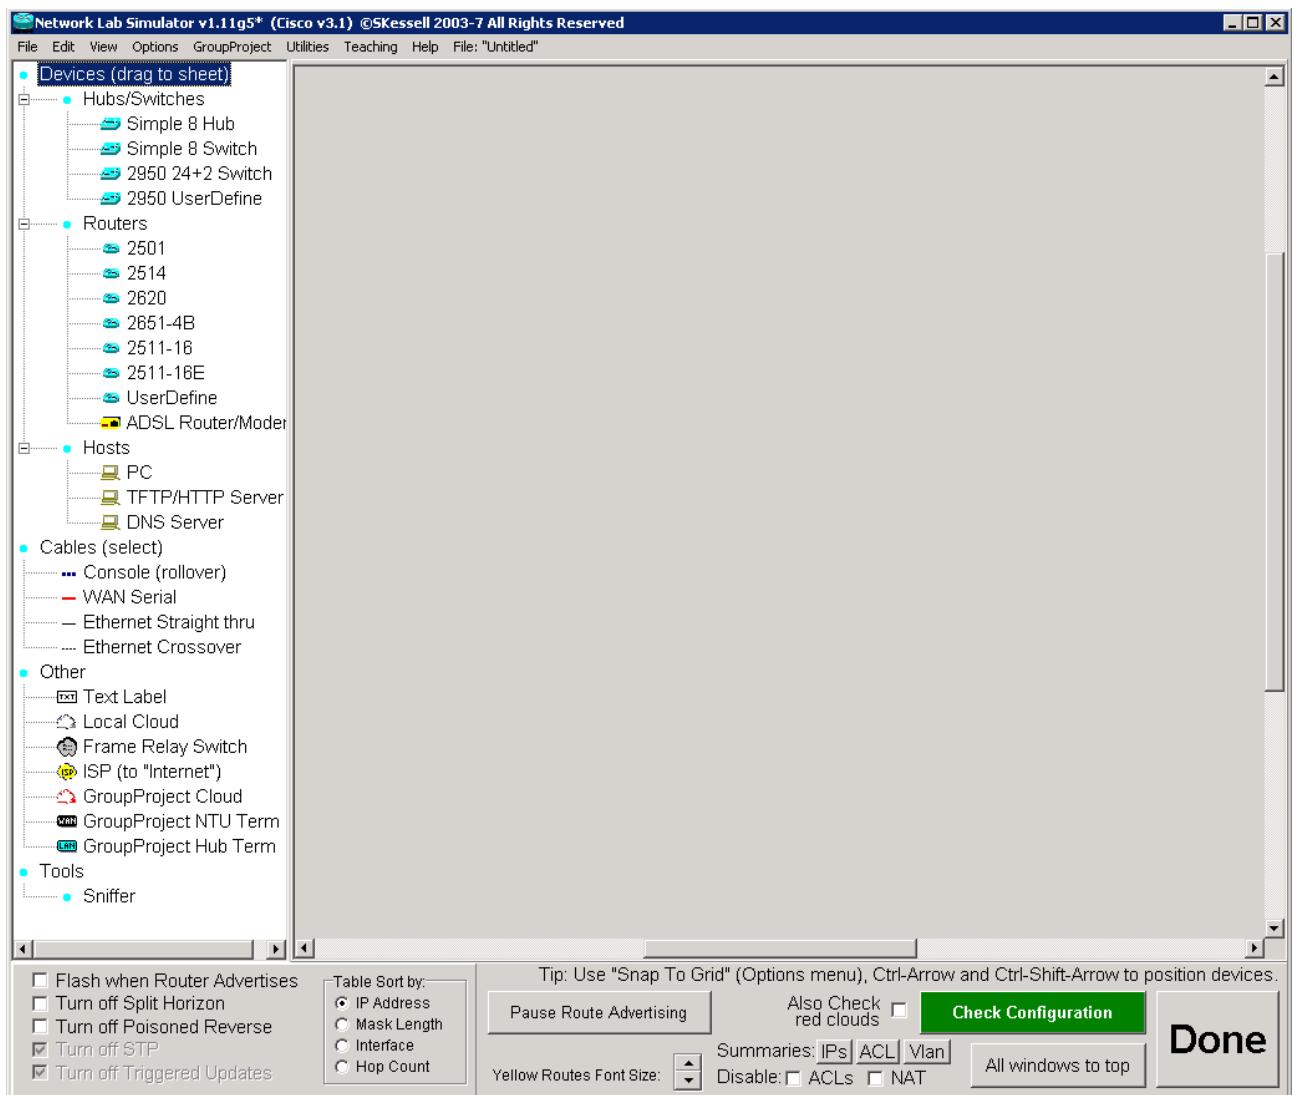 Network Lab Simulator v1.11g5* (Cisco v3.1) ©SKessell 2003-7 All Rights Reserved
File Edit View Options GroupProject Utilities Teaching Help File: "Untitled"
Devices (drag to sheet)
Hubs/Switches
Simple 8 Hub
Simple 8 Switch
2950 24+2 Switch
2950 UserDefine
Routers
2501
2514
2620
2651-4B
2511-16
2511-16E
UserDefine
ADSL Router/Moder
Hosts
PC
TFTP/HTTP Server
DNS Server
Cables (select)
Console (rollover)
WAN Serial
Ethernet Straight thru
Ethernet Crossover
Other
TXT Text Label
Local Cloud
Frame Relay Switch
ISP ISP (to "Internet")
GroupProject Cloud
WAN GroupProject NTU Term
LAN GroupProject Hub Term
Tools
Sniffer
Flash when Router Advertises
Turn off Split Horizon
Turn off Poisoned Reverse
Turn off STP
Turn off Triggered Updates
Table Sort by:
IP Address
Mask Length
Interface
Hop Count
Tip: Use "Snap To Grid" (Options menu), Ctrl-Arrow and Ctrl-Shift-Arrow to position devices.
Pause Route Advertising
Also Check
red clouds
Check Configuration
Done
Yellow Routes Font Size:
Summaries: IPs ACL Vlan
Disable: ACLs NAT
All windows to top